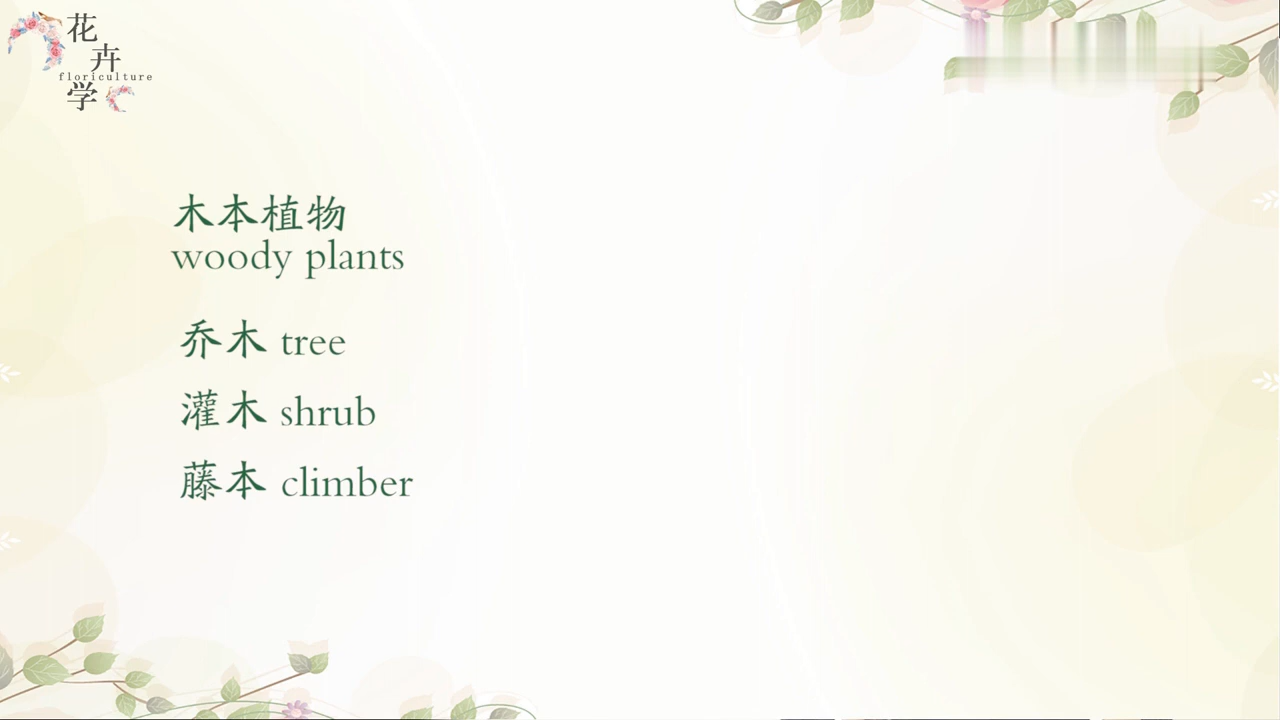 花卉学
floriculture
木本植物
woody plants
乔木 tree
灌木 shrub
藤本 climber